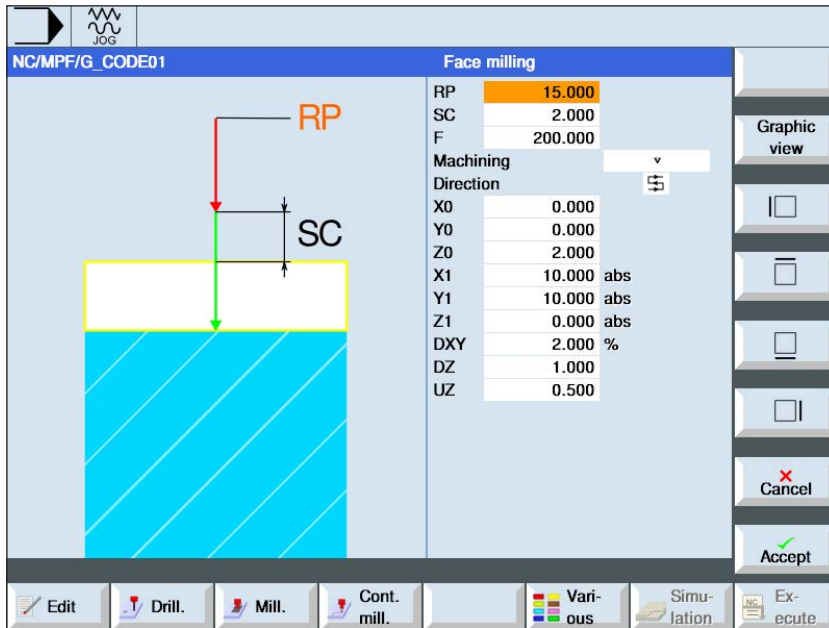 JOG
NC/MPF/G_CODE01
Face milling
RP
SC
RP 15.000
SC 2.000
F 200.000
Machining ▿
Direction
X0 0.000
Y0 0.000
Z0 2.000
X1 10.000 abs
Y1 10.000 abs
Z1 0.000 abs
DXY 2.000 %
DZ 1.000
UZ 0.500
Graphic
view
Cancel
Accept
Edit
Drill.
Mill.
Cont.
mill.
Vari-
ous
Simu-
lation
NC
Ex-
ecute